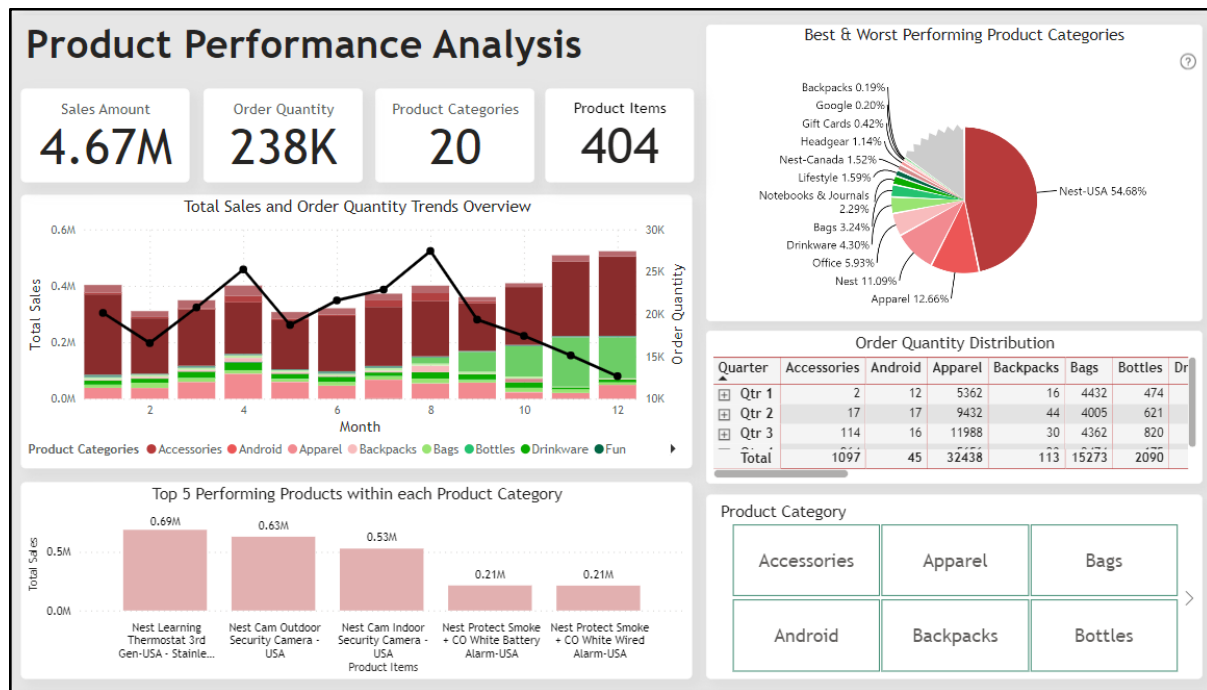 Product Performance Analysis
Sales Amount
4.67M
Order Quantity
238K
Product Categories
20
Product Items
404
Total Sales and Order Quantity Trends Overview
0.6M
0.4M
0.2M
0.0M
Total Sales
30K
25K
20K
15K
10K
Order Quantity
2 4 6 8 10 12
Month
Product Categories Accessories Android Apparel Backpacks Bags Bottles Drinkware Fun
Top 5 Performing Products within each Product Category
Total Sales
0.5M
0.0M
0.69M
0.63M
0.53M
0.21M
0.21M
Nest Learning
Thermostat 3rd
Gen-USA - Stainle...
Nest Cam Outdoor
Security Camera -
USA
Nest Cam Indoor
Security Camera -
USA
Nest Protect Smoke
+ CO White Battery
Alarm-USA
Nest Protect Smoke
+ CO White Wired
Alarm-USA
Product Items
Best & Worst Performing Product Categories
?
Backpacks 0.19%
Google 0.20%
Gift Cards 0.42%
Headgear 1.14%
Nest-Canada 1.52%
Lifestyle 1.59%
Notebooks & Journals
2.29%
Bags 3.24%
Drinkware 4.30%
Office 5.93%
Nest 11.09%
Apparel 12.66%
Nest-USA 54.68%
Order Quantity Distribution
Quarter Accessories Android Apparel Backpacks Bags Bottles Dr
Qtr 1 2 12 5362 16 4432 474
Qtr 2 17 17 9432 44 4005 621
Qtr 3 114 16 11988 30 4362 820
Total 1097 45 32438 113 15273 2090
Product Category
Accessories Apparel Bags
Android Backpacks Bottles